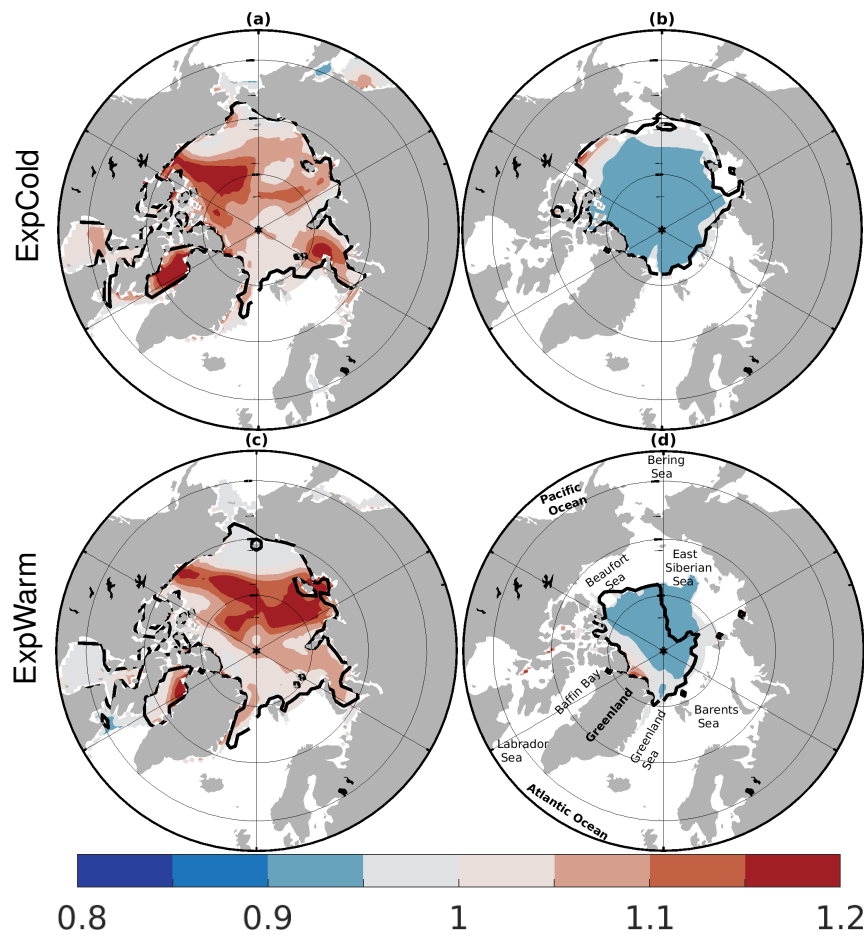 (a)
(b)
ExpCold
(c)
(d)
ExpWarm
Bering
Sea
Pacific
Ocean
Beaufort
Sea
East
Siberian
Sea
Baffin Bay
Greenland
Greenland
Sea
Barents
Sea
Labrador
Sea
Atlantic Ocean
0.8
0.9
1
1.1
1.2